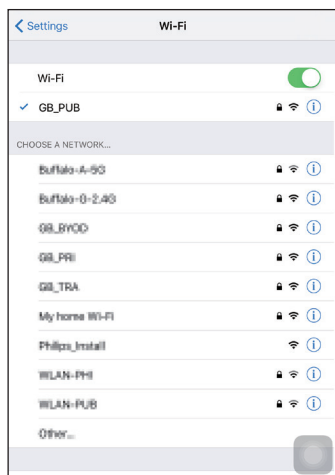 Settings
Wi-Fi
Wi-Fi
GB_PUB
CHOOSE A NETWORK...
Buffalo-A-5G
Buffalo-G-2.4G
GB_BYOD
GB_PRI
GB_TRA
My home Wi-Fi
Philips_Install
WLAN-PHI
WLAN-PUB
Other...